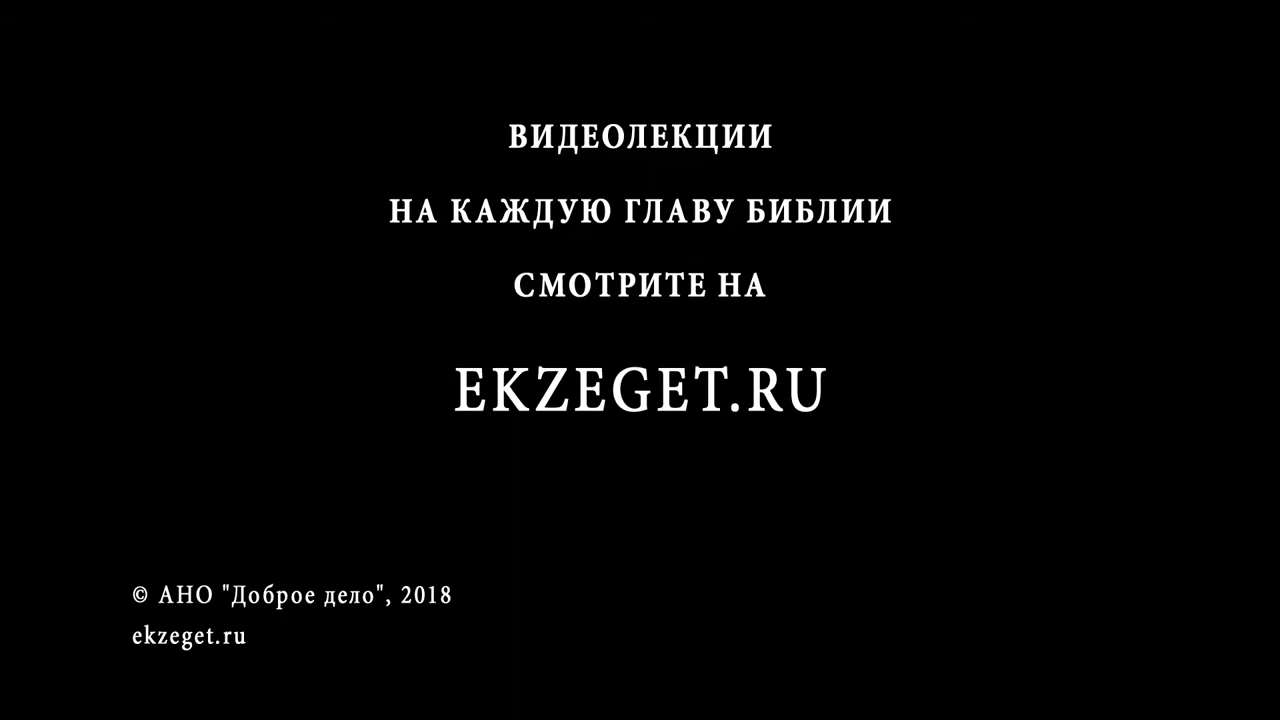 ВИДЕОЛЕКЦИИ
НА КАЖДУЮ ГЛАВУ БИБЛИИ
СМОТРИТЕ НА
EKZEGET.RU
© АНО "Доброе дело", 2018
ekzeget.ru